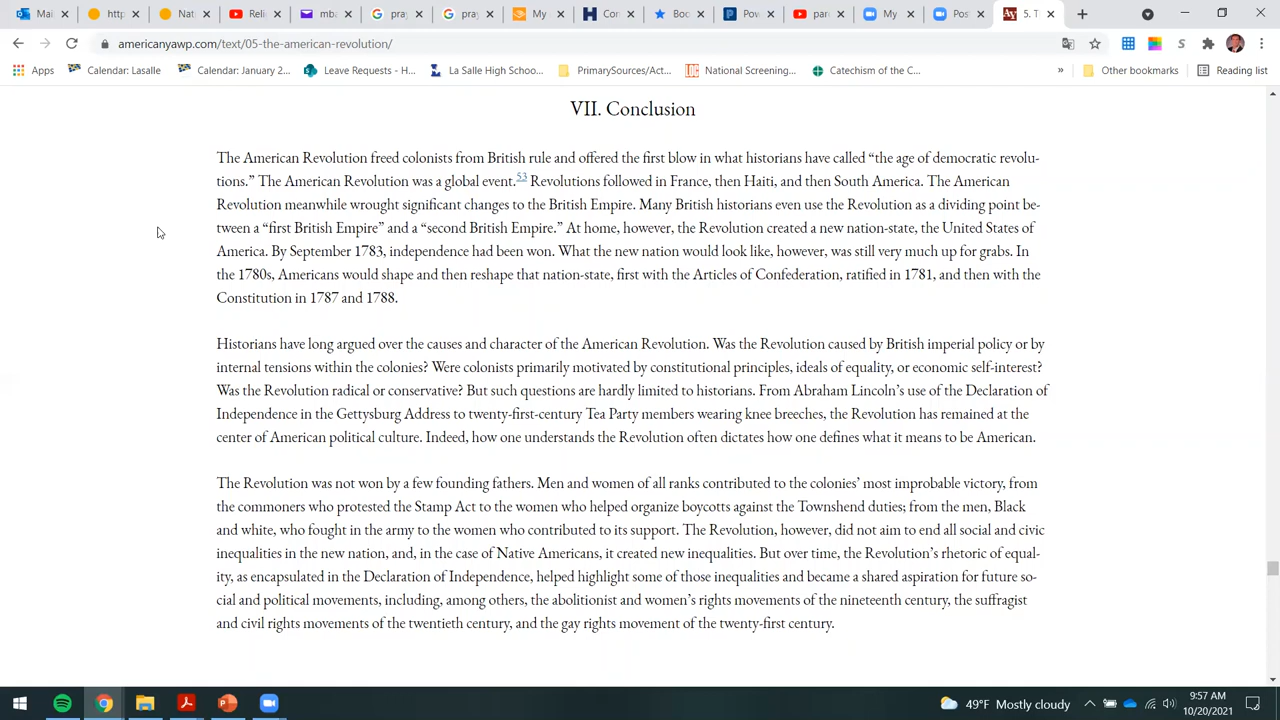 Mai
http
Nat
Reli
mba
pray
pray
My
Con
Boo
Pow
par
My
Pos
5. T
americanyawp.com/text/05-the-american-revolution/
Apps
Calendar: Lasalle
Calendar: January 2...
Leave Requests - H...
La Salle High Schoo...
PrimarySources/Act...
National Screening...
Catechism of the C...
»
Other bookmarks
Reading list
VII. Conclusion
The American Revolution freed colonists from British rule and offered the first blow in what historians have called “the age of democratic revolu-
tions.” The American Revolution was a global event.53 Revolutions followed in France, then Haiti, and then South America. The American
Revolution meanwhile wrought significant changes to the British Empire. Many British historians even use the Revolution as a dividing point be-
tween a “first British Empire” and a “second British Empire.” At home, however, the Revolution created a new nation-state, the United States of
America. By September 1783, independence had been won. What the new nation would look like, however, was still very much up for grabs. In
the 1780s, Americans would shape and then reshape that nation-state, first with the Articles of Confederation, ratified in 1781, and then with the
Constitution in 1787 and 1788.
Historians have long argued over the causes and character of the American Revolution. Was the Revolution caused by British imperial policy or by
internal tensions within the colonies? Were colonists primarily motivated by constitutional principles, ideals of equality, or economic self-interest?
Was the Revolution radical or conservative? But such questions are hardly limited to historians. From Abraham Lincoln’s use of the Declaration of
Independence in the Gettysburg Address to twenty-first-century Tea Party members wearing knee breeches, the Revolution has remained at the
center of American political culture. Indeed, how one understands the Revolution often dictates how one defines what it means to be American.
The Revolution was not won by a few founding fathers. Men and women of all ranks contributed to the colonies’ most improbable victory, from
the commoners who protested the Stamp Act to the women who helped organize boycotts against the Townshend duties; from the men, Black
and white, who fought in the army to the women who contributed to its support. The Revolution, however, did not aim to end all social and civic
inequalities in the new nation, and, in the case of Native Americans, it created new inequalities. But over time, the Revolution’s rhetoric of equal-
ity, as encapsulated in the Declaration of Independence, helped highlight some of those inequalities and became a shared aspiration for future so-
cial and political movements, including, among others, the abolitionist and women’s rights movements of the nineteenth century, the suffragist
and civil rights movements of the twentieth century, and the gay rights movement of the twenty-first century.
49°F Mostly cloudy
9:57 AM
10/20/2021